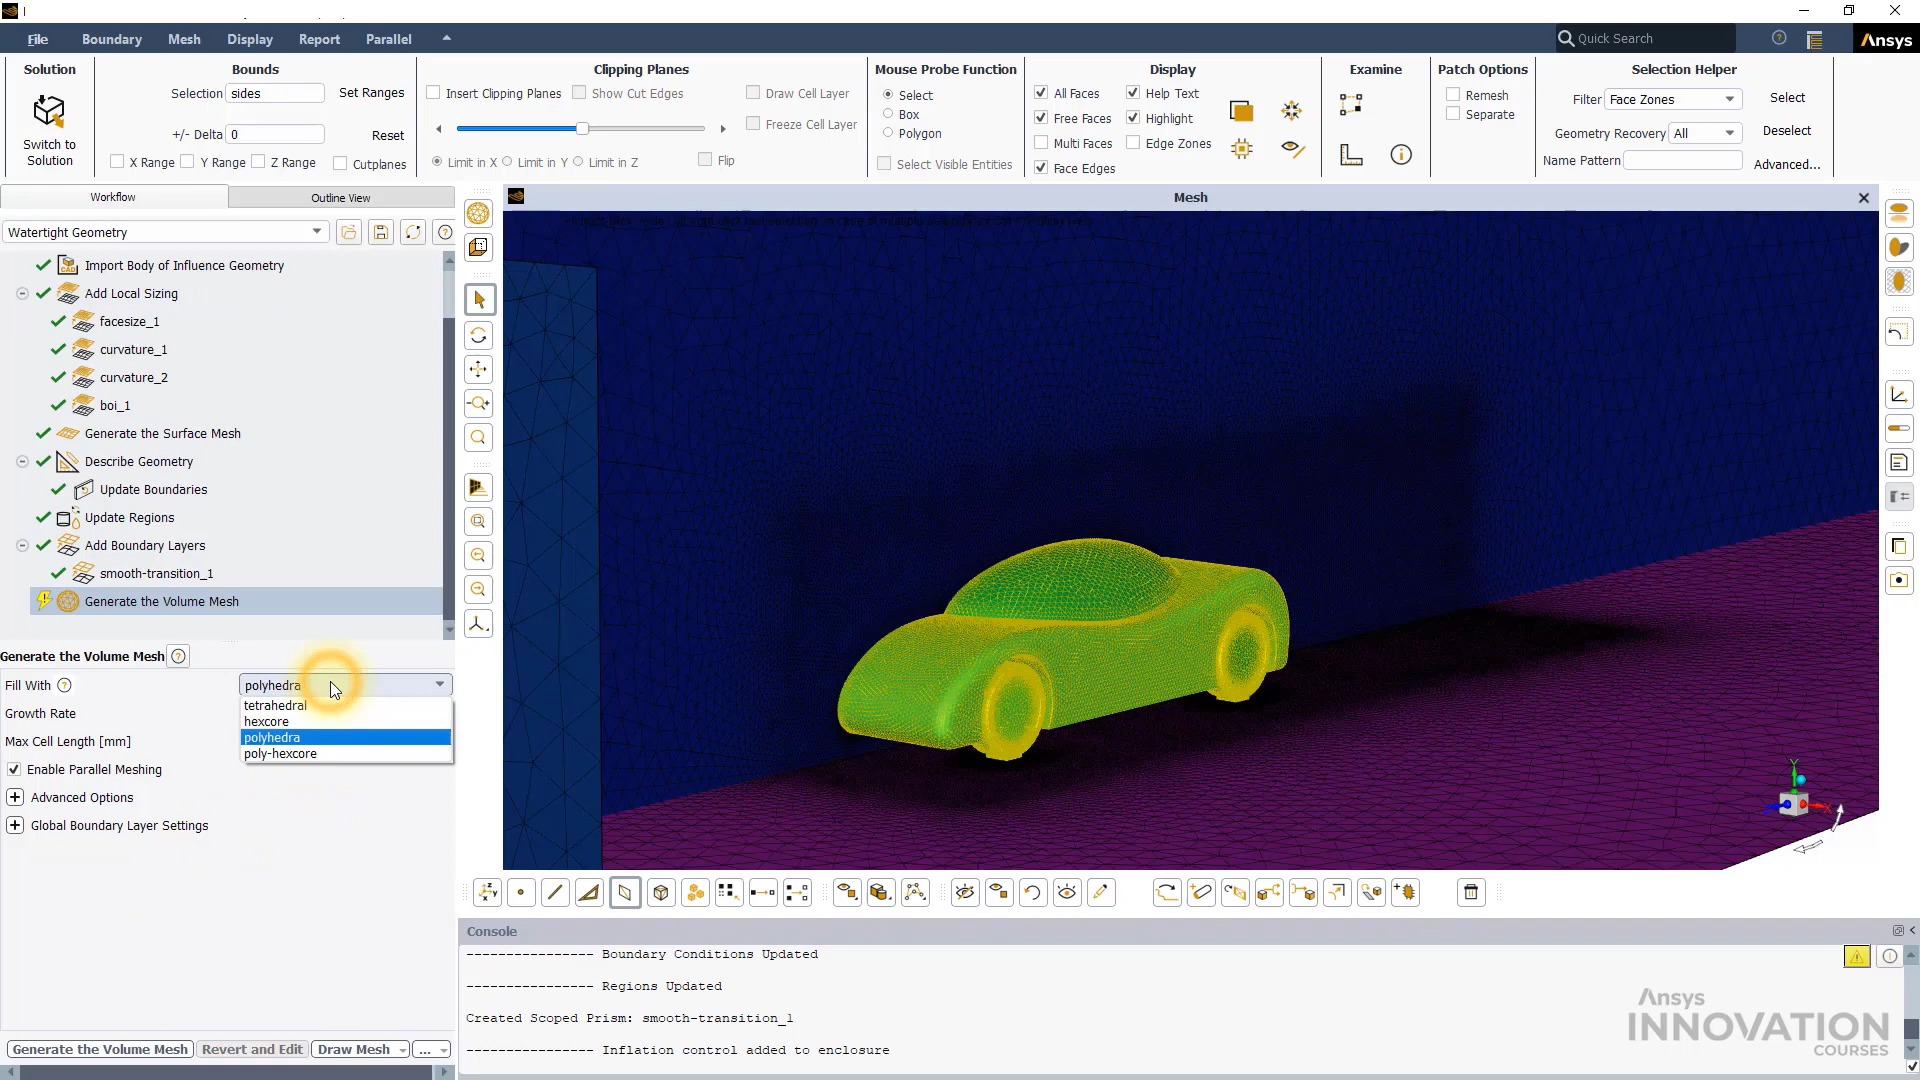 File
Boundary
Mesh
Display
Report
Parallel
Quick Search
Ansys
Solution
Bounds
Clipping Planes
Mouse Probe Function
Display
Examine
Patch Options
Selection Helper
Selection sides Set Ranges
+/- Delta 0 Reset
X Range Y Range Z Range Cutplanes
Switch to
Solution
Insert Clipping Planes Show Cut Edges Draw Cell Layer
Freeze Cell Layer
Limit in X Limit in Y Limit in Z Flip
Select
Box
Polygon
Select Visible Entities
All Faces Help Text
Free Faces Highlight
Multi Faces Edge Zones
Face Edges
Remesh
Separate
Filter Face Zones Select
Geometry Recovery All Deselect
Name Pattern Advanced...
Workflow
Outline View
Mesh
Watertight Geometry
Import Body of Influence Geometry
Add Local Sizing
facesize_1
curvature_1
curvature_2
boi_1
Generate the Surface Mesh
Describe Geometry
Update Boundaries
Update Regions
Add Boundary Layers
smooth-transition_1
Generate the Volume Mesh
Generate the Volume Mesh
Fill With polyhedra
tetrahedral
hexcore
polyhedra
poly-hexcore
Growth Rate
Max Cell Length [mm]
Enable Parallel Meshing
Advanced Options
Global Boundary Layer Settings
Generate the Volume Mesh Revert and Edit Draw Mesh ...
Console
---------------- Boundary Conditions Updated
---------------- Regions Updated
Created Scoped Prism: smooth-transition_1
---------------- Inflation control added to enclosure
Ansys
INNOVATION
COURSES